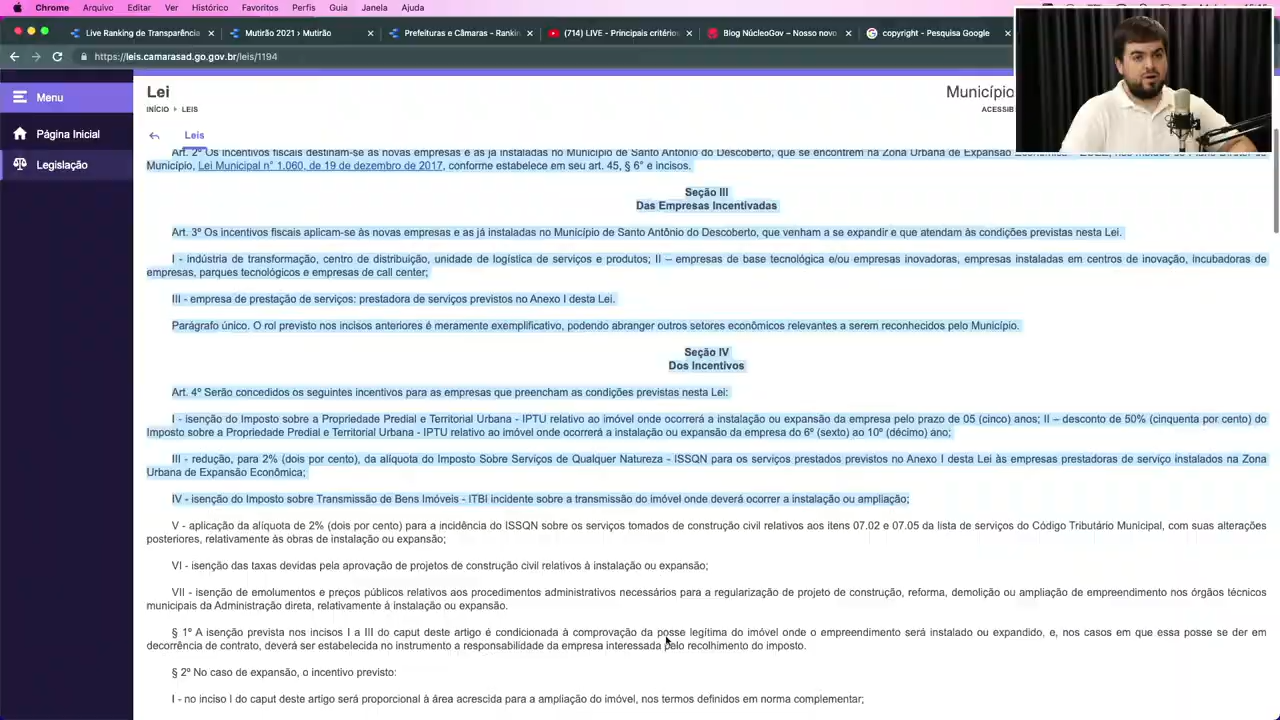 Chrome Arquivo Editar Ver Histórico Favoritos Perfis Guia Janela Ajuda
Live Ranking de Transparência Mutirão 2021 › Mutirão Prefeituras e Câmaras - Rankin (714) LIVE - Principais critérios Blog NúcleoGov – Nosso novo copyright - Pesquisa Google
https://leis.camarasad.go.gov.br/leis/1194
Menu
Página Inicial
Legislação
Lei Município
INÍCIO LEIS ACESSIB
Leis
Art. 2º Os incentivos fiscais destinam-se às novas empresas e às já instaladas no Município de Santo Antônio do Descoberto, que se encontrem na Zona Urbana de Expansão
Município, Lei Municipal n° 1.060, de 19 de dezembro de 2017, conforme estabelece em seu art. 45, § 6° e incisos.
Seção III
Das Empresas Incentivadas
Art. 3º Os incentivos fiscais aplicam-se às novas empresas e as já instaladas no Município de Santo Antônio do Descoberto, que venham a se expandir e que atendam às condições previstas nesta Lei.
I - indústria de transformação, centro de distribuição, unidade de logística de serviços e produtos; II – empresas de base tecnológica e/ou empresas inovadoras, empresas instaladas em centros de inovação, incubadoras de
empresas, parques tecnológicos e empresas de call center;
III - empresa de prestação de serviços: prestadora de serviços previstos no Anexo I desta Lei.
Parágrafo único. O rol previsto nos incisos anteriores é meramente exemplificativo, podendo abranger outros setores econômicos relevantes a serem reconhecidos pelo Município.
Seção IV
Dos Incentivos
Art. 4º Serão concedidos os seguintes incentivos para as empresas que preencham as condições previstas nesta Lei:
I - isenção do Imposto sobre a Propriedade Predial e Territorial Urbana - IPTU relativo ao imóvel onde ocorrerá a instalação ou expansão da empresa pelo prazo de 05 (cinco) anos; II – desconto de 50% (cinquenta por cento) do
Imposto sobre a Propriedade Predial e Territorial Urbana - IPTU relativo ao imóvel onde ocorrerá a instalação ou expansão da empresa do 6º (sexto) ao 10º (décimo) ano;
III - redução, para 2% (dois por cento), da alíquota do Imposto Sobre Serviços de Qualquer Natureza - ISSQN para os serviços prestados previstos no Anexo I desta Lei às empresas prestadoras de serviço instalados na Zona
Urbana de Expansão Econômica;
IV - isenção do Imposto sobre Transmissão de Bens Imóveis - ITBI incidente sobre a transmissão do imóvel onde deverá ocorrer a instalação ou ampliação;
V - aplicação da alíquota de 2% (dois por cento) para a incidência do ISSQN sobre os serviços tomados de construção civil relativos aos itens 07.02 e 07.05 da lista de serviços do Código Tributário Municipal, com suas alterações
posteriores, relativamente às obras de instalação ou expansão;
VI - isenção das taxas devidas pela aprovação de projetos de construção civil relativos à instalação ou expansão;
VII - isenção de emolumentos e preços públicos relativos aos procedimentos administrativos necessários para a regularização de projeto de construção, reforma, demolição ou ampliação de empreendimento nos órgãos técnicos
municipais da Administração direta, relativamente à instalação ou expansão.
§ 1º A isenção prevista nos incisos I a III do caput deste artigo é condicionada à comprovação da posse legítima do imóvel onde o empreendimento será instalado ou expandido, e, nos casos em que essa posse se der em
decorrência de contrato, deverá ser estabelecida no instrumento a responsabilidade da empresa interessada pelo recolhimento do imposto.
§ 2º No caso de expansão, o incentivo previsto:
I - no inciso I do caput deste artigo será proporcional à área acrescida para a ampliação do imóvel, nos termos definidos em norma complementar;